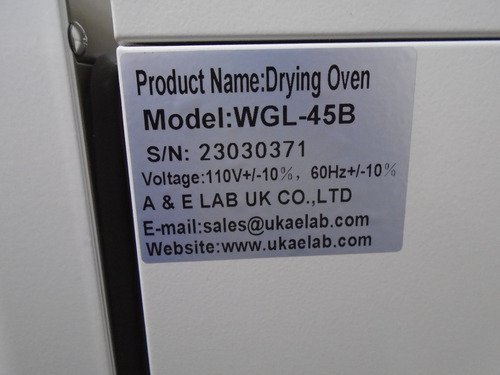 Product Name:Drying Oven
Model:WGL-45B
S/N: 23030371
Voltage:110V+/-10%, 60Hz+/-10%
A & E LAB UK CO.,LTD
E-mail:sales@ukaelab.com
Website:www.ukaelab.com